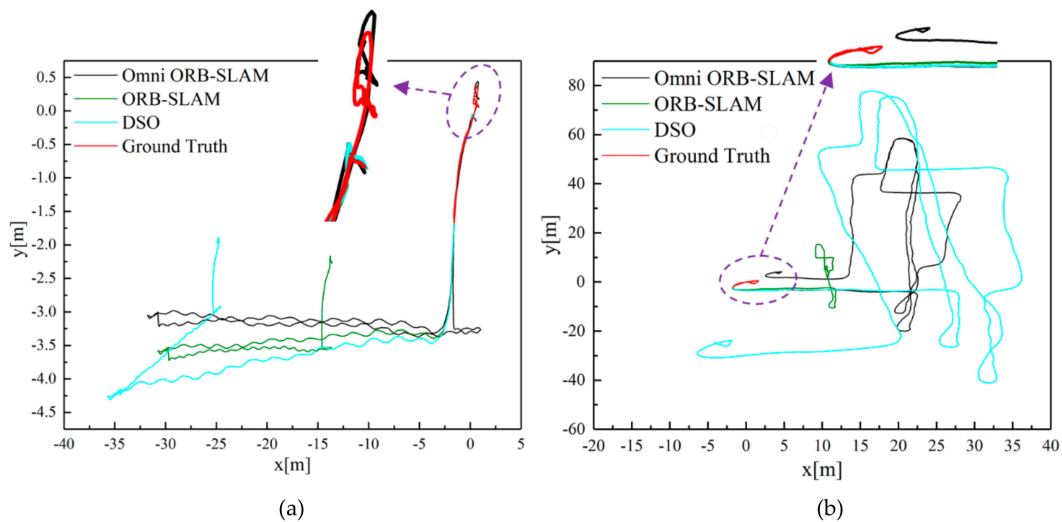 Omni ORB-SLAM
ORB-SLAM
DSO
Ground Truth
y[m]
0.5
0.0
-0.5
-1.0
-1.5
-2.0
-2.5
-3.0
-3.5
-4.0
-4.5
-40 -35 -30 -25 -20 -15 -10 -5 0 5
x[m]
(a)
Omni ORB-SLAM
ORB-SLAM
DSO
Ground Truth
y[m]
80
60
40
20
0
-20
-40
-60
-20 -15 -10 -5 0 5 10 15 20 25 30 35 40
x[m]
(b)